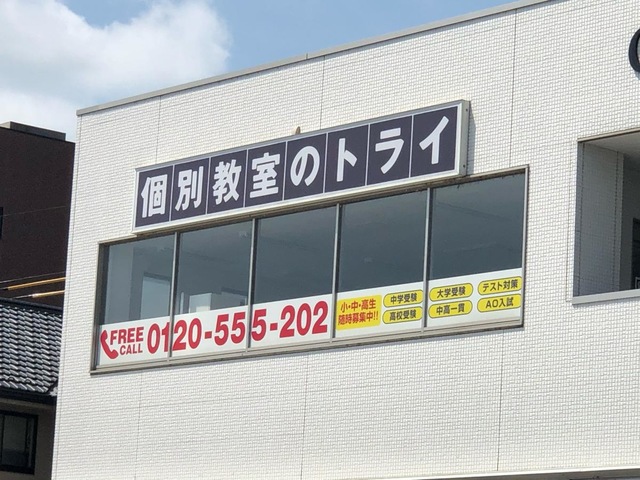 個別教室のトライ
FREE CALL 0120-555-202
小・中・高生
随時募集中!!
中学受験
高校受験
大学受験
中高一貫
テスト対策
AO入試